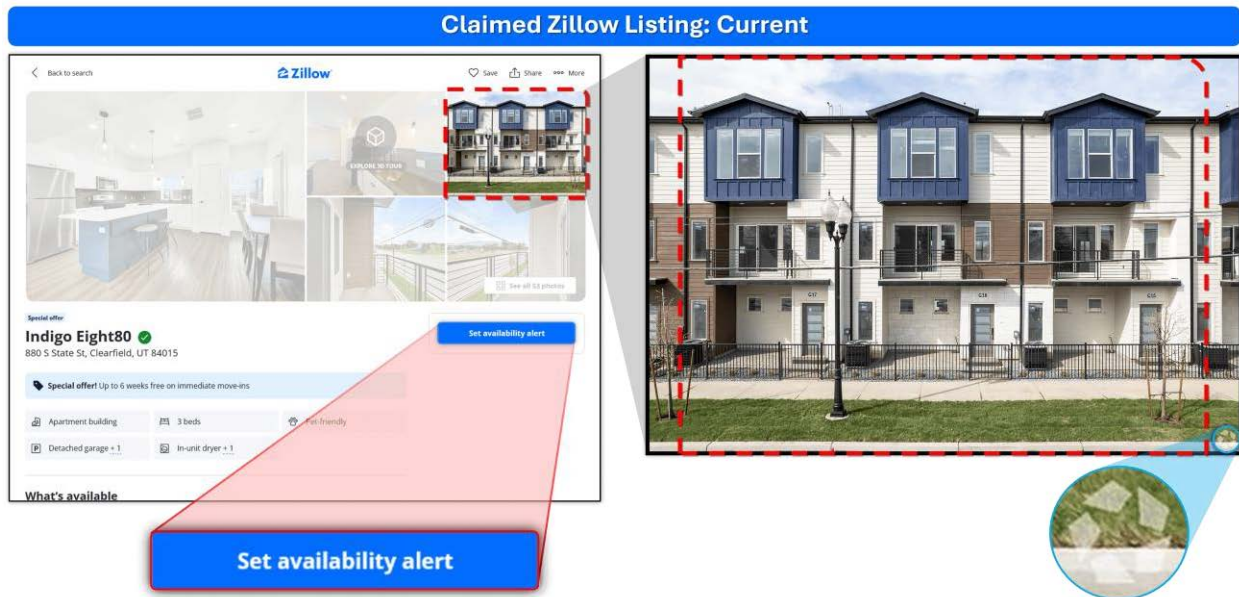 Claimed Zillow Listing: Current
Back to search
Zillow
Save
Share
More
EXPLORE 3D TOUR
See all 52 photos
Special offer
Indigo Eight80
880 S State St, Clearfield, UT 84015
Set availability alert
Special offer! Up to 6 weeks free on immediate move-ins
Apartment building
3 beds
Pet-friendly
P
Detached garage + 1
In-unit dryer + 1
What's available
Set availability alert